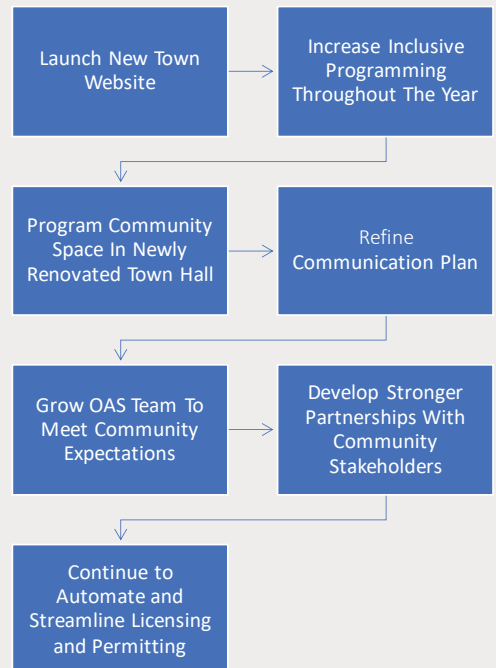 Launch New Town
Website
Increase Inclusive
Programming
Throughout The Year
Program Community
Space In Newly
Renovated Town Hall
Refine
Communication Plan
Grow OAS Team To
Meet Community
Expectations
Develop Stronger
Partnerships With
Community
Stakeholders
Continue to
Automate and
Streamline Licensing
and Permitting